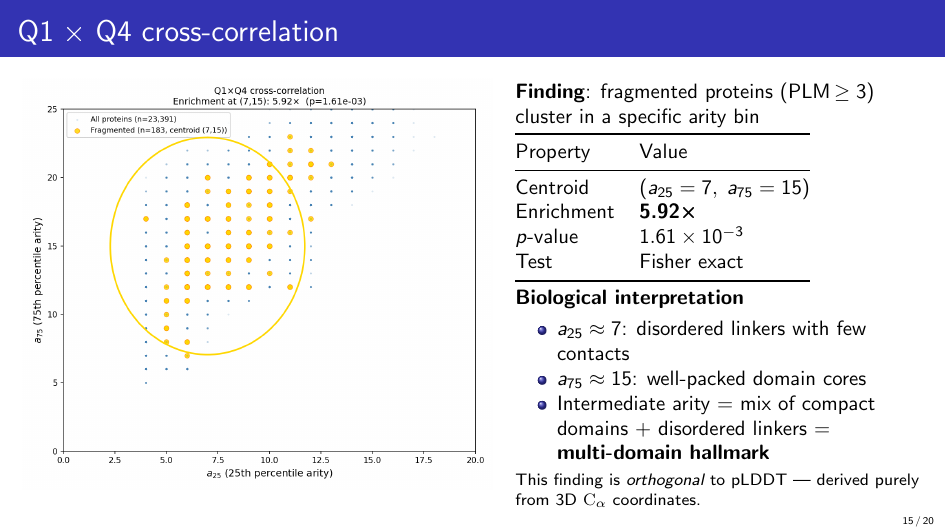 Q1 × Q4 cross-correlation
Q1×Q4 cross-correlation
Enrichment at (7,15): 5.92× (p=1.61e-03)
All proteins (n=23,391)
Fragmented (n=183, centroid (7,15))
25
20
15
10
5
0
a75 (75th percentile arity)
0.0 2.5 5.0 7.5 10.0 12.5 15.0 17.5 20.0
a25 (25th percentile arity)
Finding: fragmented proteins (PLM ≥ 3)
cluster in a specific arity bin
Property Value
Centroid (a25 = 7, a75 = 15)
Enrichment 5.92×
p-value 1.61 × 10−3
Test Fisher exact
Biological interpretation
a25 ≈ 7: disordered linkers with few
contacts
a75 ≈ 15: well-packed domain cores
Intermediate arity = mix of compact
domains + disordered linkers =
multi-domain hallmark
This finding is orthogonal to pLDDT — derived purely
from 3D Cα coordinates.
15 / 20